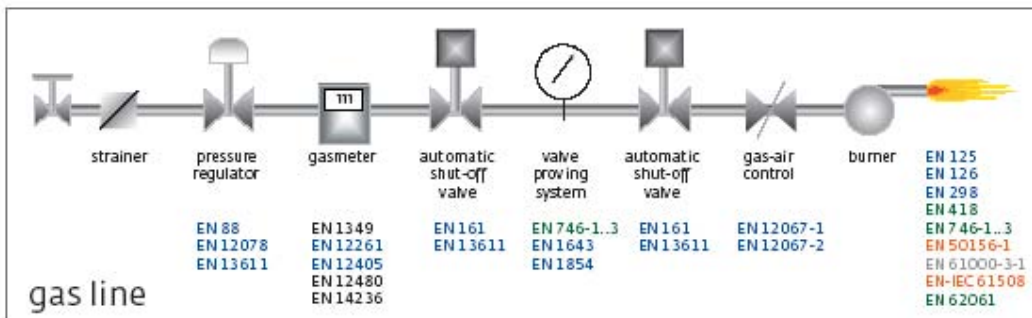 111
strainer
pressure
regulator
gasmeter
automatic
shut-off
valve
valve
proving
system
automatic
shut-off
valve
gas-air
control
burner
EN 88
EN 12078
EN 13611
EN 1349
EN 12261
EN 12405
EN 12480
EN 14236
EN 161
EN 13611
EN 746-1..3
EN 1643
EN 1854
EN 161
EN 13611
EN 12067-1
EN 12067-2
EN 125
EN 126
EN 298
EN 418
EN 746-1..3
EN 50156-1
EN 61000-3-1
EN-IEC 61508
EN 62061
gas line